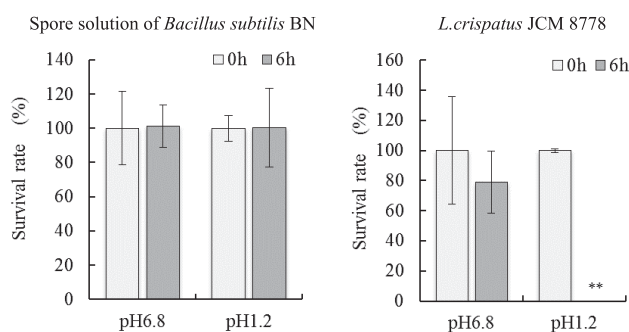 Spore solution of Bacillus subtilis BN
Survival rate (%)
140
120
100
80
60
40
20
0
0h 6h
pH6.8 pH1.2
L.crispatus JCM 8778
Survival rate (%)
160
140
120
100
80
60
40
20
0
0h 6h
**
pH6.8 pH1.2